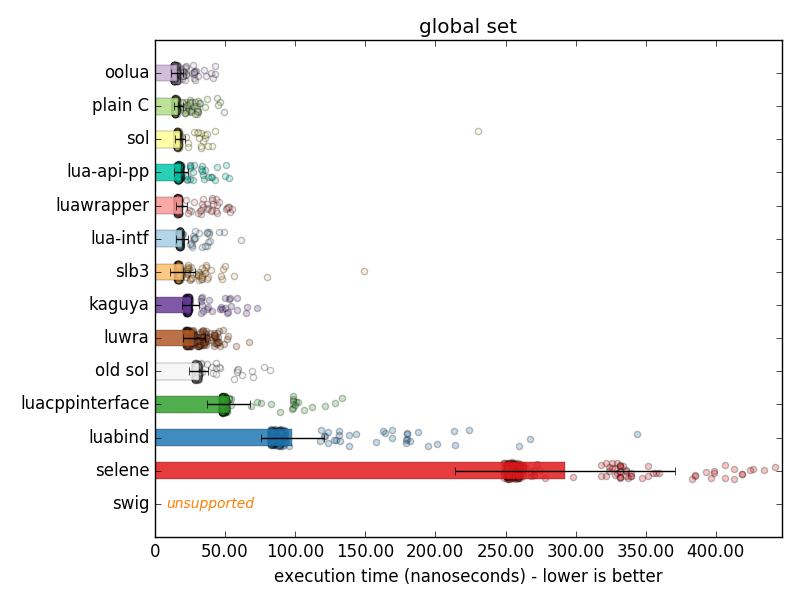 global set
oolua
plain C
sol
lua-api-pp
luawrapper
lua-intf
slb3
kaguya
luwra
old sol
luacppinterface
luabind
selene
swig unsupported
0 50.00 100.00 150.00 200.00 250.00 300.00 350.00 400.00
execution time (nanoseconds) - lower is better